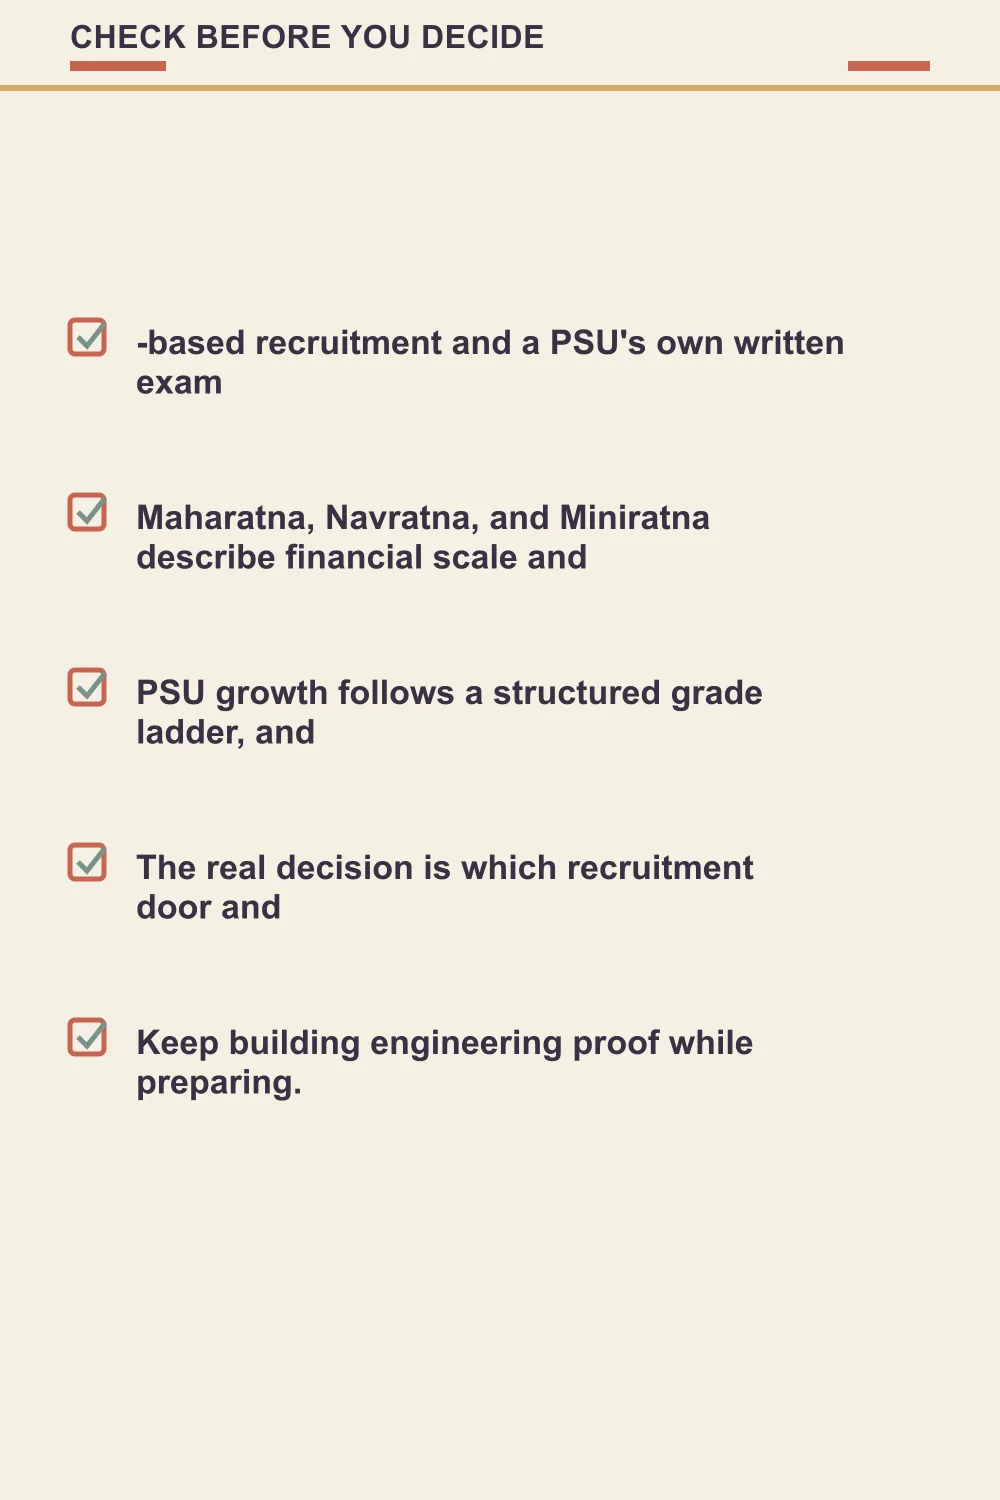 CHECK BEFORE YOU DECIDE
-based recruitment and a PSU's own written
exam
Maharatna, Navratna, and Miniratna
describe financial scale and
PSU growth follows a structured grade
ladder, and
The real decision is which recruitment
door and
Keep building engineering proof while
preparing.